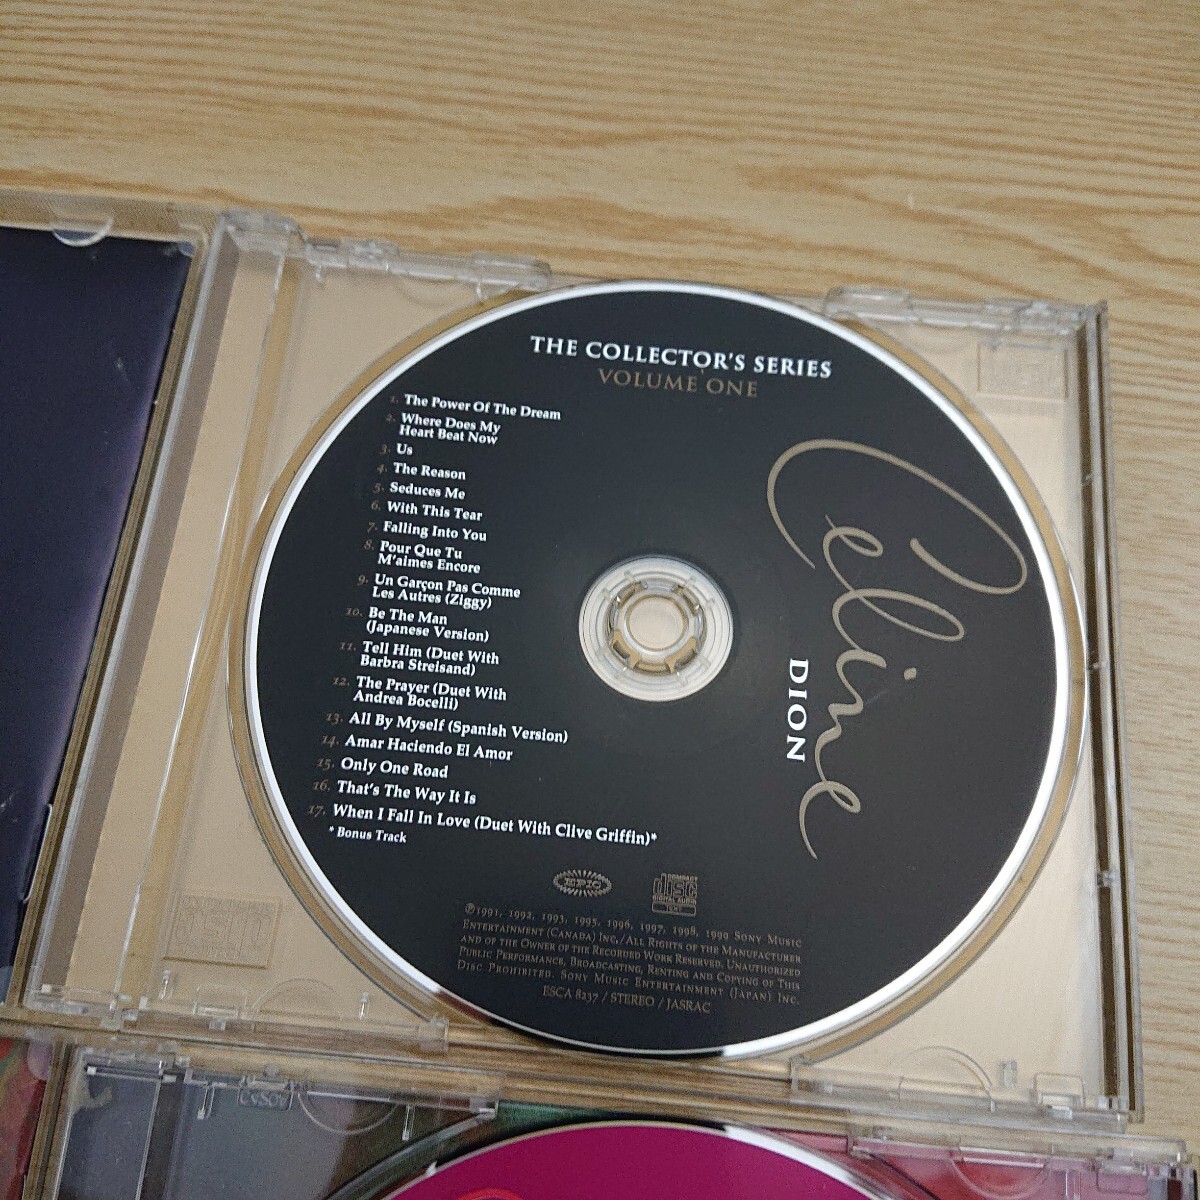 THE COLLECTOR'S SERIES
VOLUME ONE
1. The Power Of The Dream
2. Where Does My
Heart Beat Now
3. Us
4. The Reason
5. Seduces Me
6. With This Tear
7. Falling Into You
8. Pour Que Tu
M'aimes Encore
9. Un Garçon Pas Comme
Les Autres (Ziggy)
10. Be The Man
(Japanese Version)
11. Tell Him (Duet With
Barbra Streisand)
12. The Prayer (Duet With
Andrea Bocelli)
13. All By Myself (Spanish Version)
14. Amar Haciendo El Amor
15. Only One Road
16. That's The Way It Is
17. When I Fall In Love (Duet With Clive Griffin)*
* Bonus Track
Celine
DION
EPIC
COMPACT
disc
DIGITAL AUDIO
TEXT
℗1991, 1992, 1993, 1995, 1996, 1997, 1998, 1999 SONY MUSIC
ENTERTAINMENT (CANADA) INC./ALL RIGHTS OF THE MANUFACTURER
AND OF THE OWNER OF THE RECORDED WORK RESERVED. UNAUTHORIZED
PUBLIC PERFORMANCE, BROADCASTING, RENTING AND COPYING OF THIS
DISC PROHIBITED. SONY MUSIC ENTERTAINMENT (JAPAN) INC.
ESCA 8237 / STEREO / JASRAC